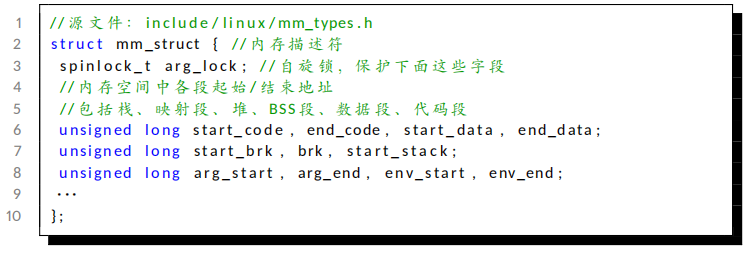 1 //源文件: include/linux/mm_types.h
2 struct mm_struct { //内存描述符
3 spinlock_t arg_lock; //自旋锁, 保护下面这些字段
4 //内存空间中各段起始/结束地址
5 //包括栈、映射段、堆、BSS段、数据段、代码段
6 unsigned long start_code, end_code, start_data, end_data;
7 unsigned long start_brk, brk, start_stack;
8 unsigned long arg_start, arg_end, env_start, env_end;
9 ...
10 };